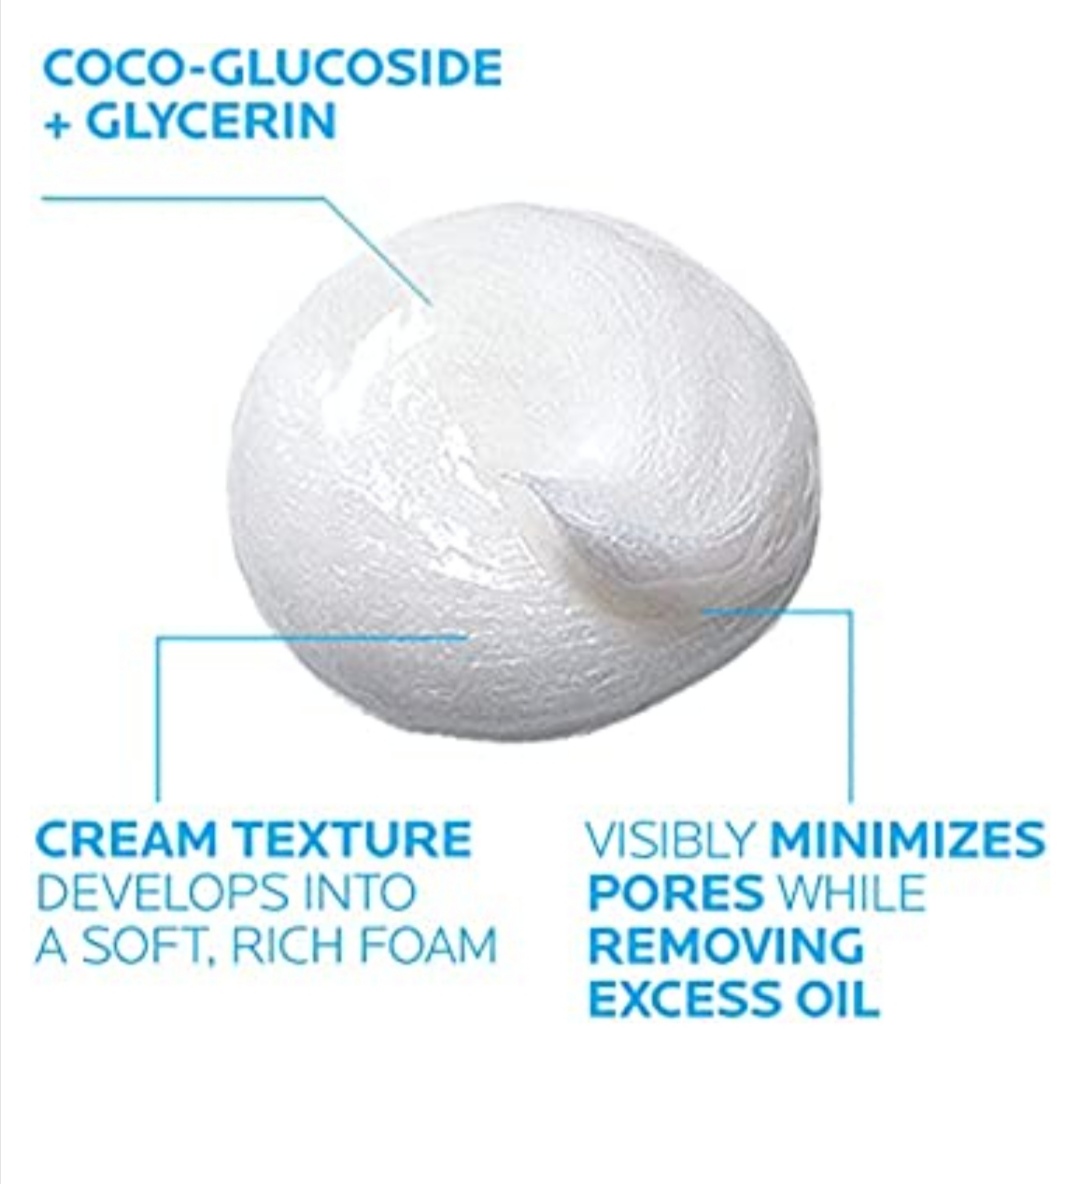 COCO-GLUCOSIDE
+ GLYCERIN
CREAM TEXTURE
DEVELOPS INTO
A SOFT, RICH FOAM
VISIBLY MINIMIZES
PORES WHILE
REMOVING
EXCESS OIL